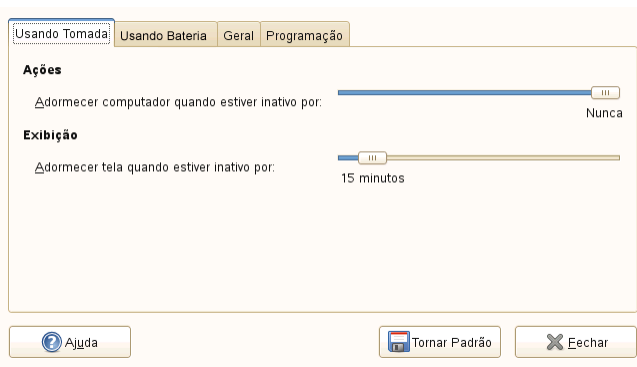 Usando Tomada Usando Bateria Geral Programação
Ações
Adormecer computador quando estiver inativo por:
Nunca
Exibição
Adormecer tela quando estiver inativo por:
15 minutos
Ajuda Tornar Padrão Fechar